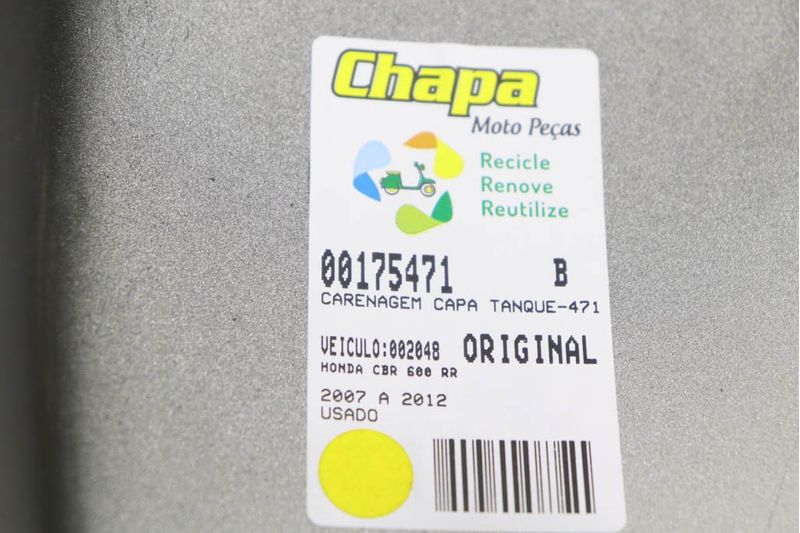 Chapa
Moto Peças
Recicle
Renove
Reutilize
00175471 B
CARENAGEM CAPA TANQUE-471
VEICULO:002048 ORIGINAL
HONDA CBR 600 RR
2007 A 2012
USADO